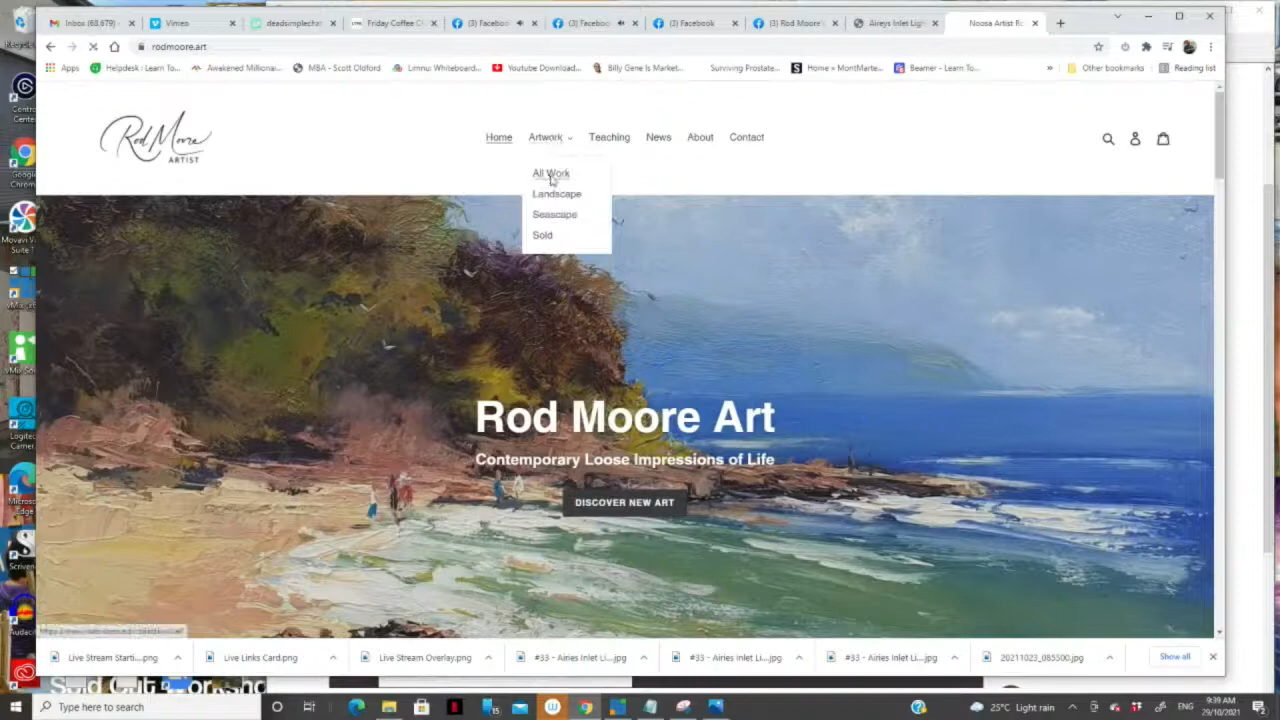 Inbox (68,679)
Vimeo
deadsimplechat
Friday Coffee
(3) Facebook
(3) Facebook
(3) Facebook
(3) Rod Moore
Aireys Inlet Ligh
Noosa Artist Ro
rodmoore.art
Apps
Helpdesk : Learn To...
Awakened Millionai...
MBA - Scott Oldford
Limnu: Whiteboard...
Youtube Download...
Billy Gene Is Market...
Surviving Prostate...
Home » MontMarte...
Beamer - Learn To...
»
Other bookmarks
Reading list
Rod Moore
ARTIST
Home
Artwork
Teaching
News
About
Contact
All Work
Landscape
Seascape
Sold
Rod Moore Art
Contemporary Loose Impressions of Life
DISCOVER NEW ART
Live Stream Starti....png
Live Links Card.png
Live Stream Overlay.png
#33 - Airies Inlet Li....jpg
#33 - Airies Inlet Li....jpg
#33 - Airies Inlet Li....jpg
20211023_085500.jpg
Show all
Type here to search
25°C Light rain
ENG
9:39 AM
29/10/2021